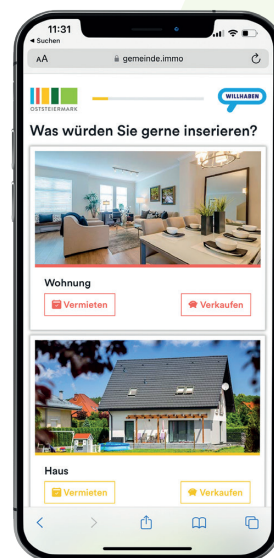 11:31
Suchen
AA
gemeinde.immo
OSTSTEIERMARK
WILLHABEN
Was würden Sie gerne inserieren?
Wohnung
Vermieten
Verkaufen
Haus
Vermieten
Verkaufen